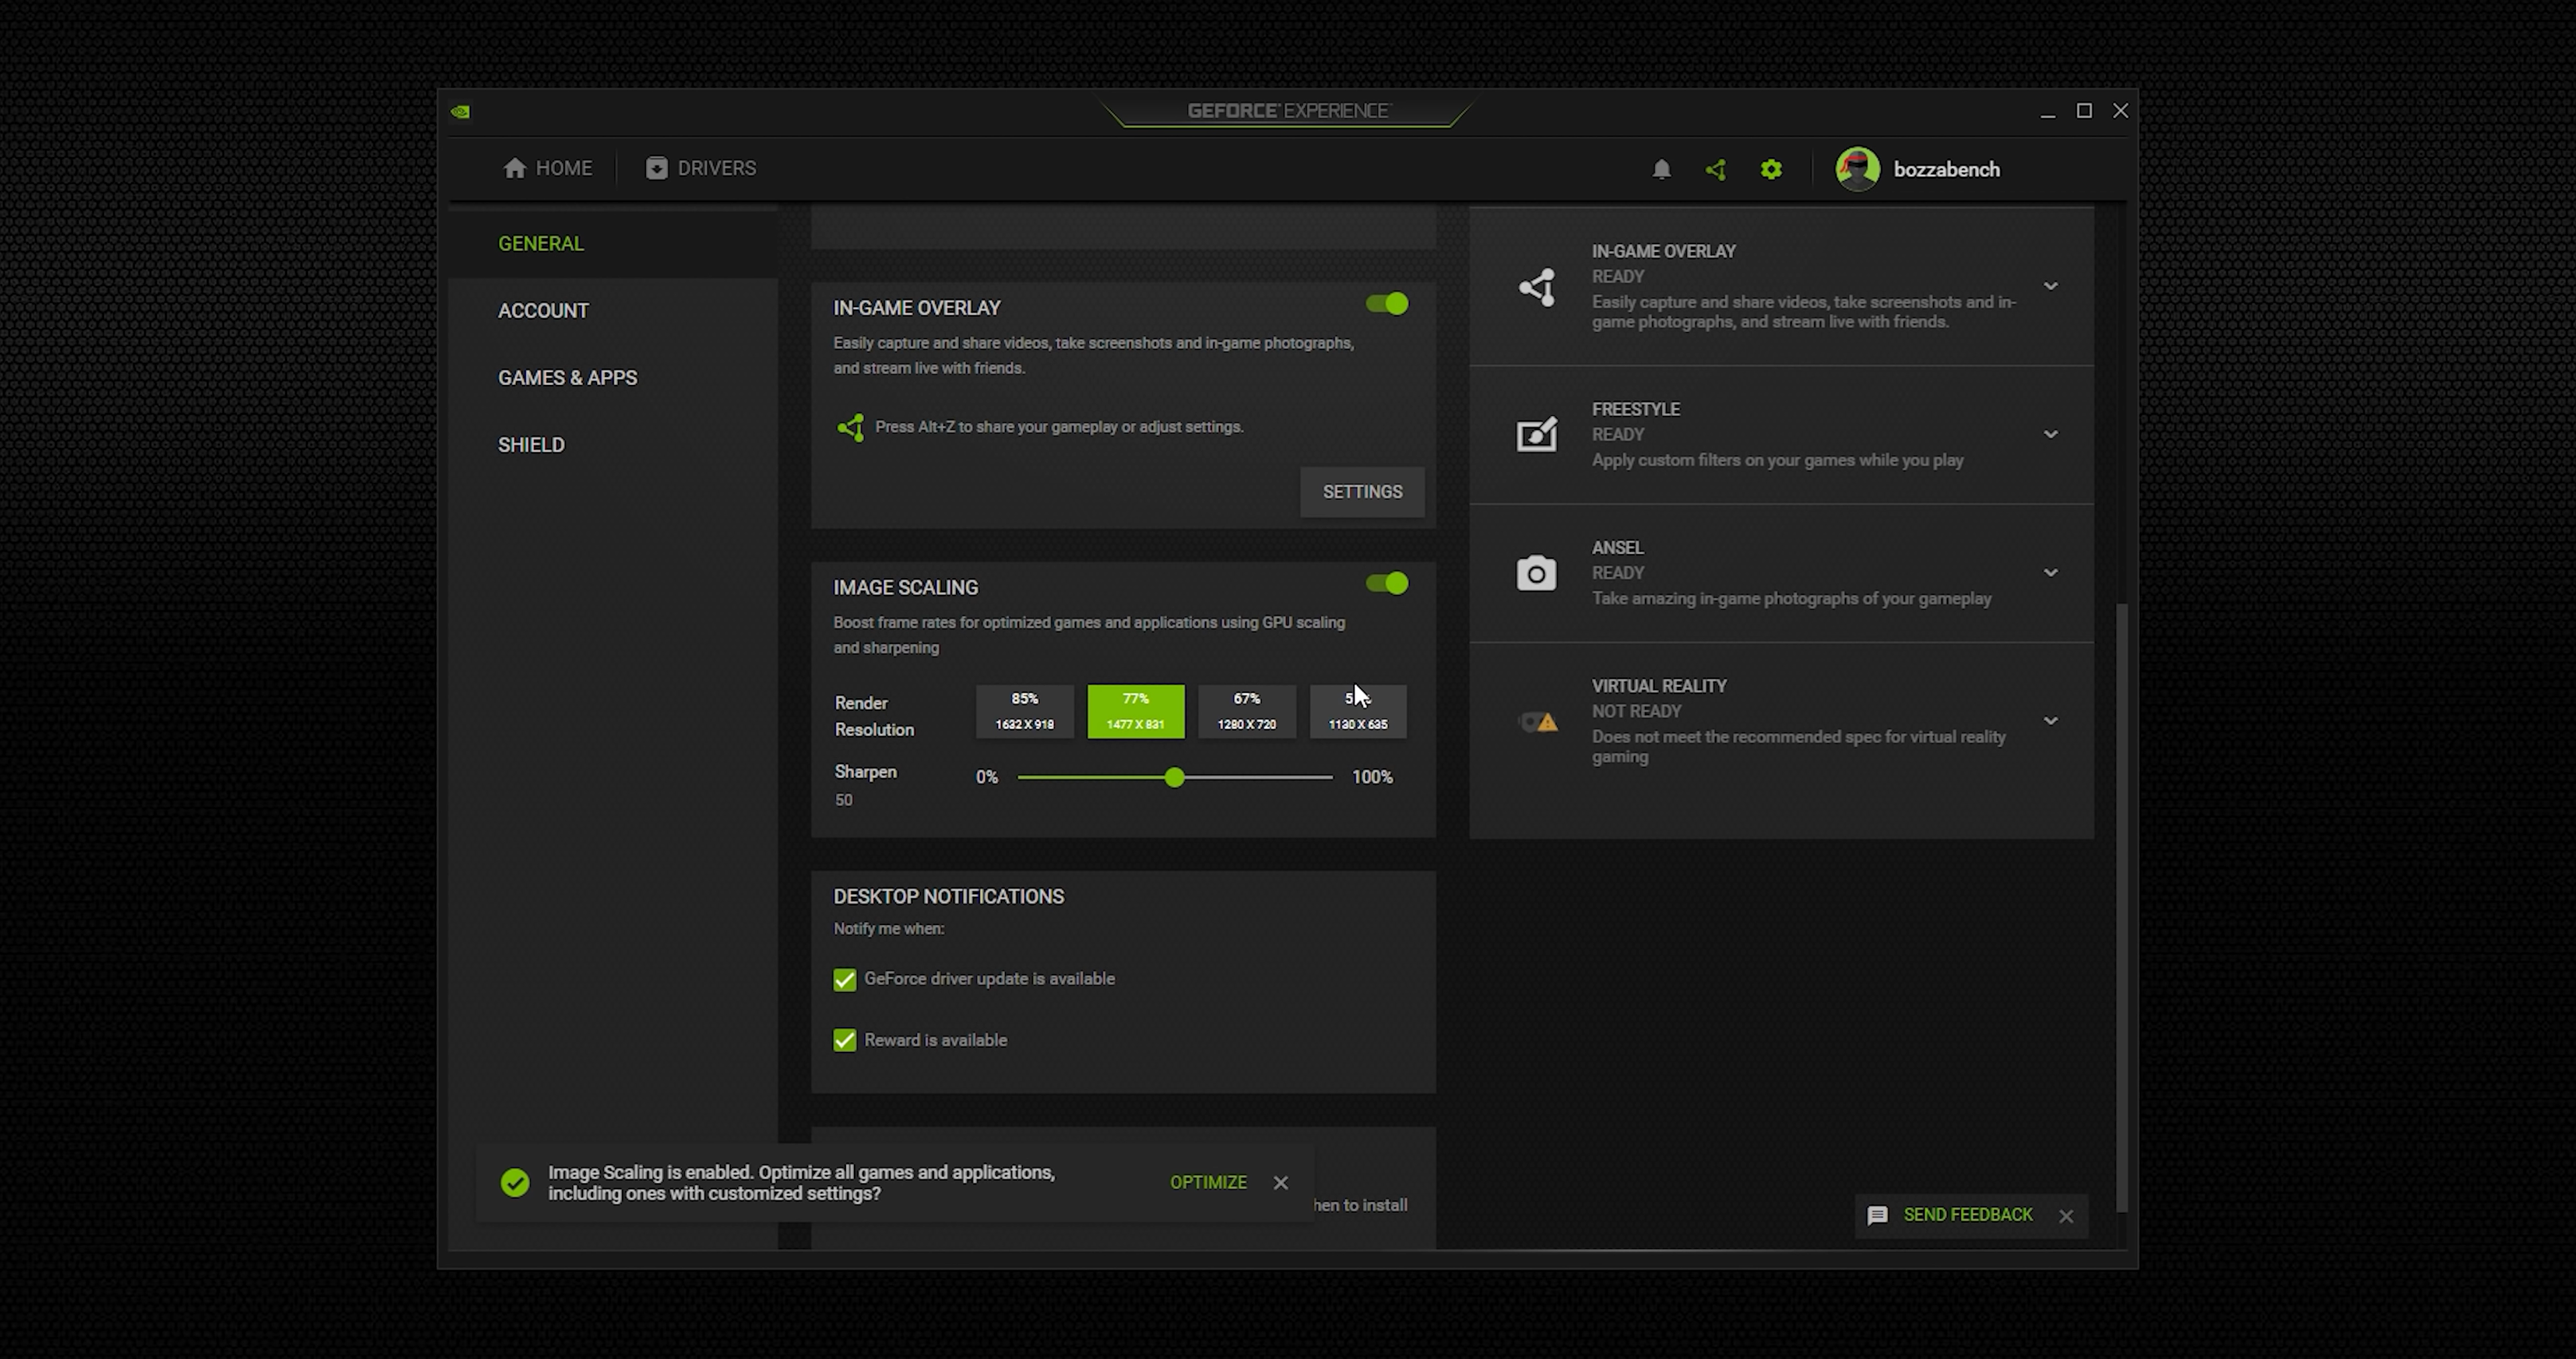 GEFORCE EXPERIENCE
HOME
DRIVERS
bozzabench
GENERAL
ACCOUNT
GAMES & APPS
SHIELD
IN-GAME OVERLAY
Easily capture and share videos, take screenshots and in-game photographs,
and stream live with friends.
Press Alt+Z to share your gameplay or adjust settings.
SETTINGS
IMAGE SCALING
Boost frame rates for optimized games and applications using GPU scaling
and sharpening
Render
Resolution
85%
1632 X 918
77%
1477 X 831
67%
1280 X 720
1130 X 635
Sharpen
50
0%
100%
DESKTOP NOTIFICATIONS
Notify me when:
GeForce driver update is available
Reward is available
Image Scaling is enabled. Optimize all games and applications,
including ones with customized settings?
OPTIMIZE
to install
IN-GAME OVERLAY
READY
Easily capture and share videos, take screenshots and in-
game photographs, and stream live with friends.
FREESTYLE
READY
Apply custom filters on your games while you play
ANSEL
READY
Take amazing in-game photographs of your gameplay
VIRTUAL REALITY
NOT READY
Does not meet the recommended spec for virtual reality
gaming
SEND FEEDBACK